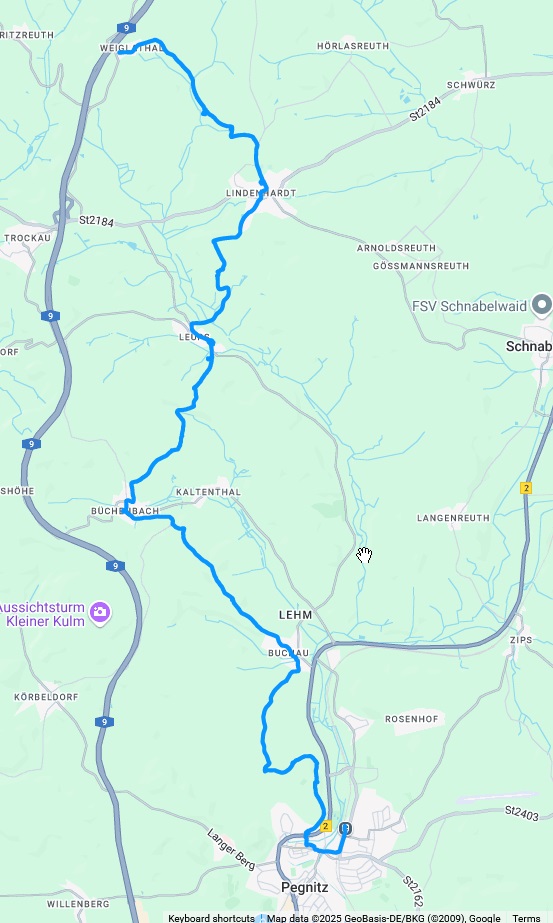 RITZREUTH
9
WEIGLATHAL
HÖRLASREUTH
SCHWÜRZ
St2184
LINDENHARDT
St2184
TROCKAU
ARNOLDSREUTH
GÖSSMANNSREUTH
FSV Schnabelwaid
9
LEUPS
Schnab
ORF
9
2
KALTENTHAL
SHÖHE
BÜCHENBACH
LANGENREUTH
9
Aussichtsturm
Kleiner Kulm
LEHM
ZIPS
BUCHAU
KÖRBELDORF
ROSENHOF
9
St2403
2
Langer Berg
Pegnitz
St2162
WILLENBERG
Keyboard shortcuts
Map data ©2025 GeoBasis-DE/BKG (©2009), Google
Terms